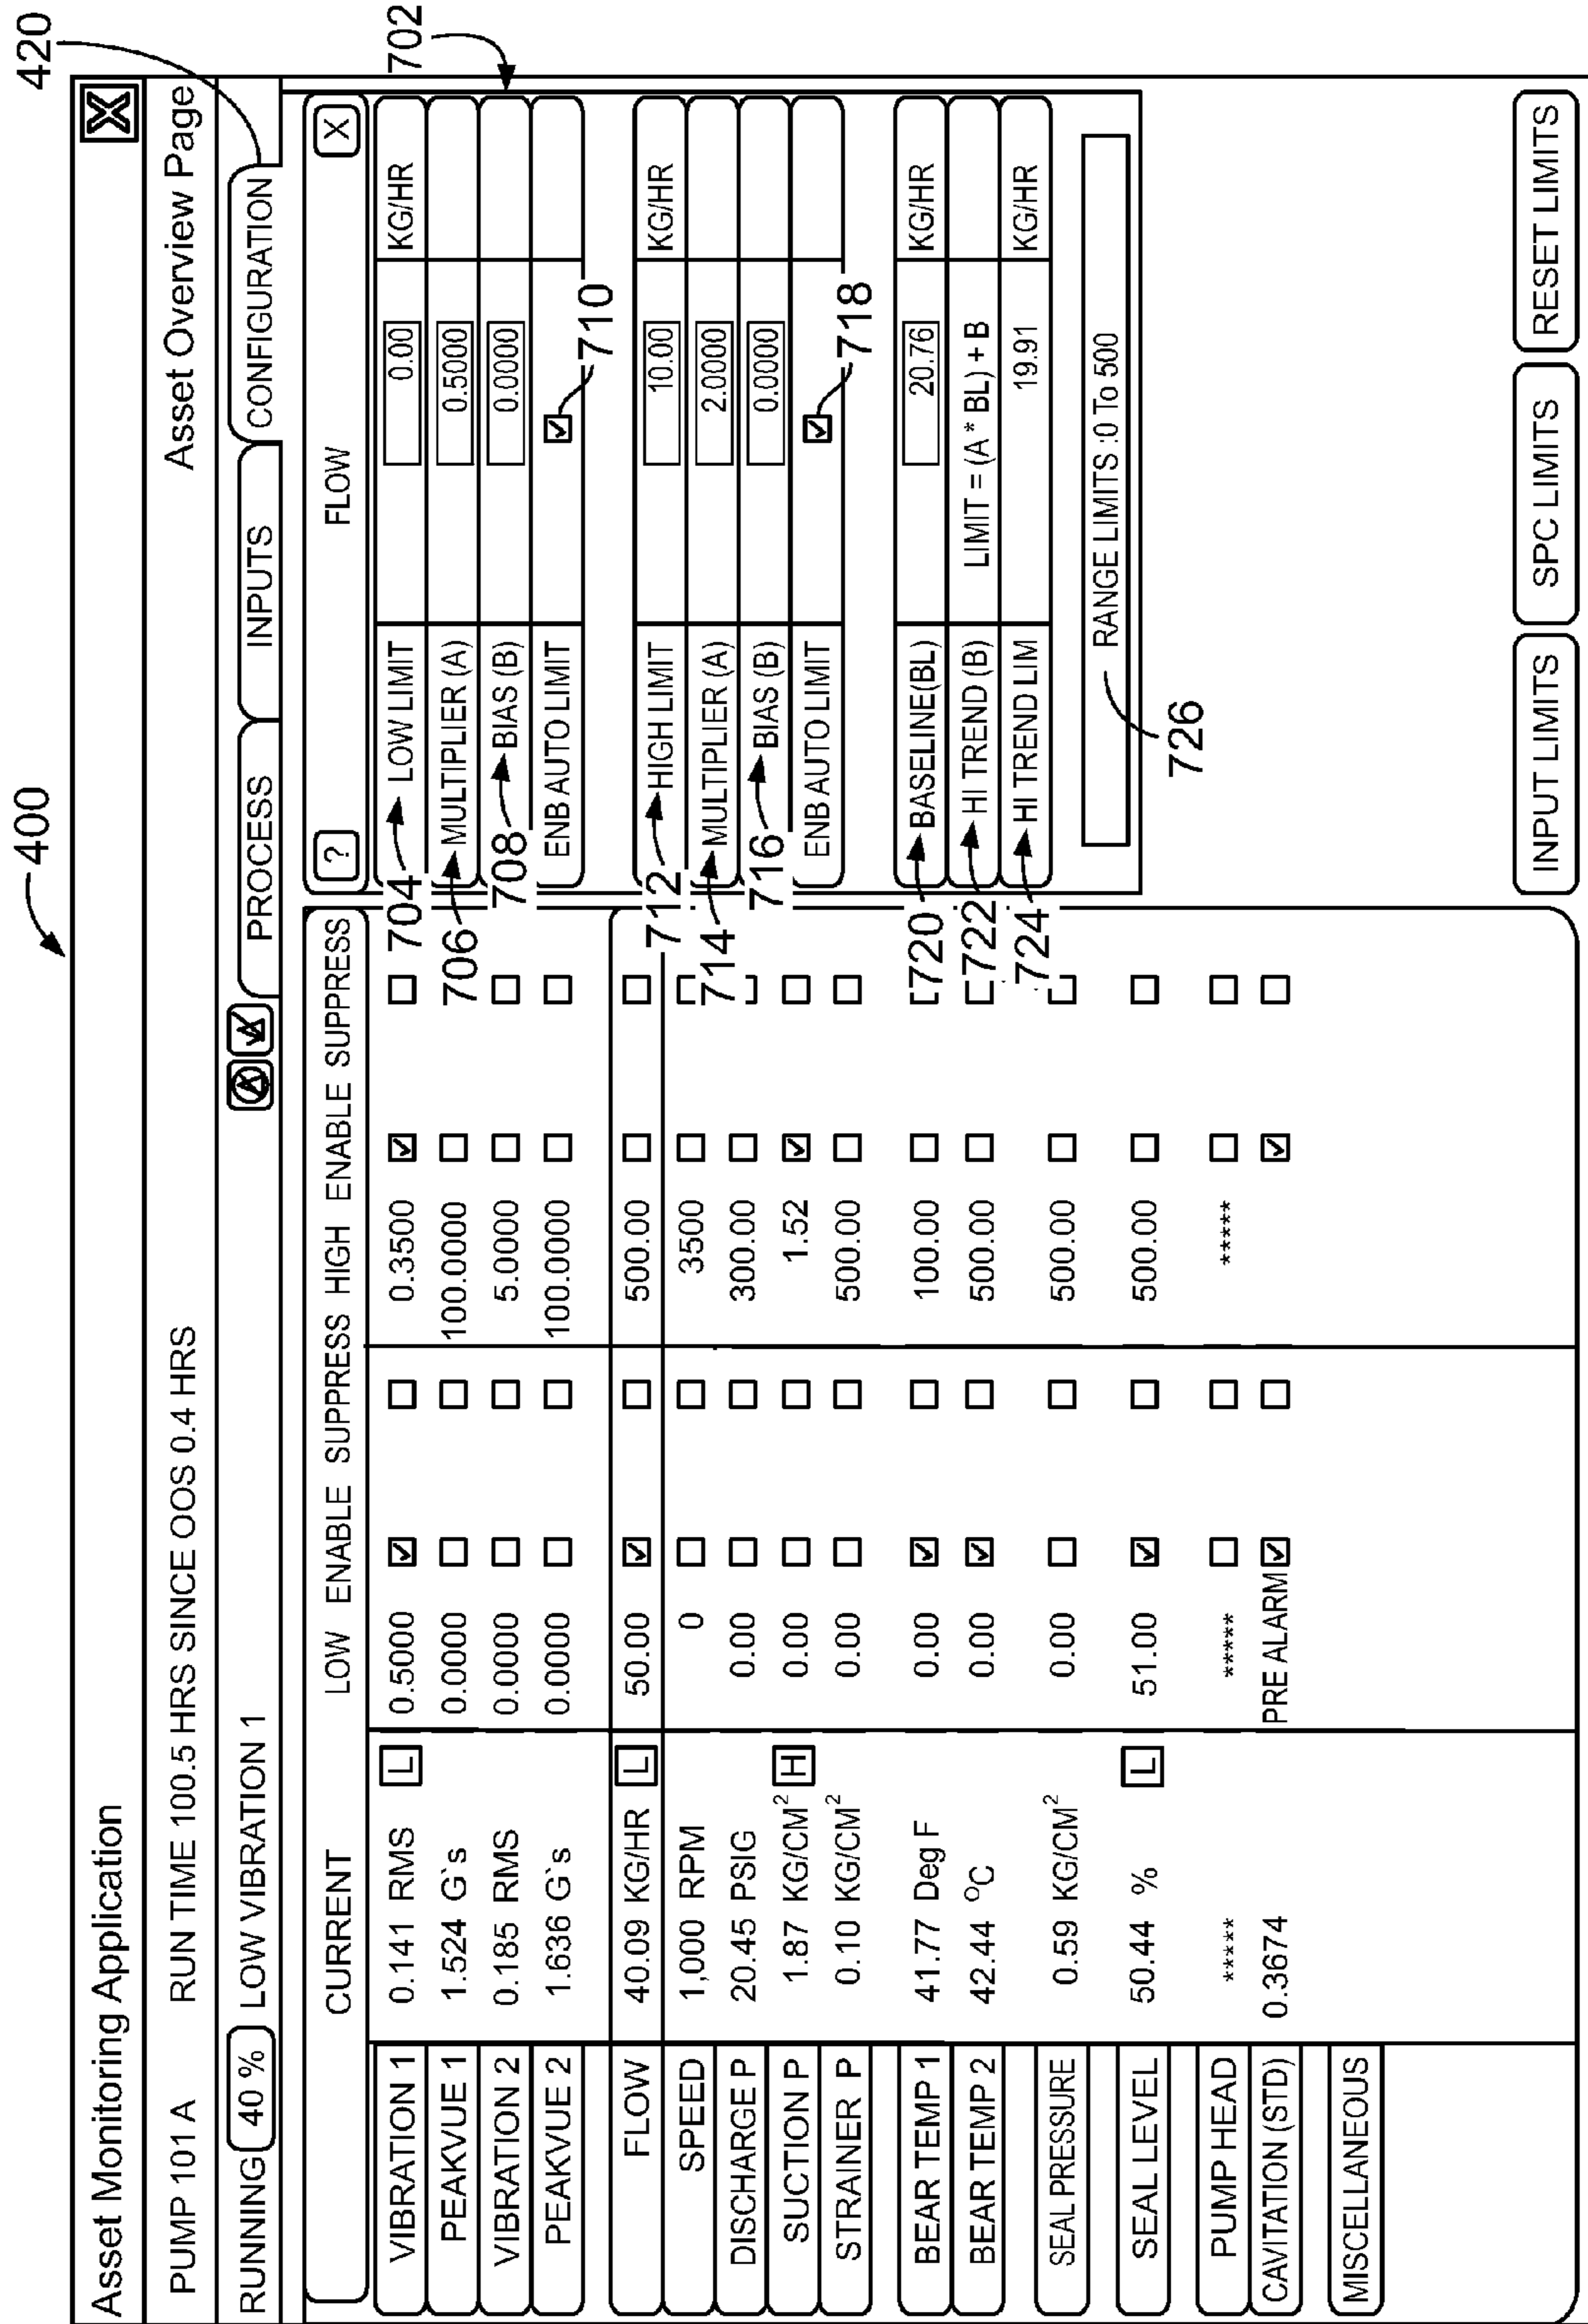 400
420
Asset Monitoring Application X
PUMP 101 A RUN TIME 100.5 HRS SINCE OOS 0.4 HRS Asset Overview Page
RUNNING 40 % LOW VIBRATION 1 PROCESS INPUTS CONFIGURATION
CURRENT LOW ENABLE SUPPRESS HIGH ENABLE SUPPRESS
VIBRATION 1 0.141 RMS L 0.5000 0.3500
PEAKVUE 1 1.524 G`s 0.0000 100.0000
VIBRATION 2 0.185 RMS 0.0000 5.0000
PEAKVUE 2 1.636 G`s 0.0000 100.0000
FLOW 40.09 KG/HR L 50.00 500.00
SPEED 1,000 RPM 0 3500
DISCHARGE P 20.45 PSIG 0.00 300.00
SUCTION P 1.87 KG/CM² H 0.00 1.52
STRAINER P 0.10 KG/CM² 0.00 500.00
BEAR TEMP 1 41.77 Deg F 0.00 100.00
BEAR TEMP 2 42.44 ºC 0.00 500.00
SEAL PRESSURE 0.59 KG/CM² 0.00 500.00
SEAL LEVEL 50.44 % L 51.00 500.00
PUMP HEAD ***** ***** *****
CAVITATION (STD) 0.3674 PRE ALARM
MISCELLANEOUS
702
? FLOW X
704 LOW LIMIT 0.00 KG/HR
706 MULTIPLIER (A) 0.5000
708 BIAS (B) 0.0000
ENB AUTO LIMIT 710
712 HIGH LIMIT 10.00 KG/HR
714 MULTIPLIER (A) 2.0000
716 BIAS (B) 0.0000
ENB AUTO LIMIT 718
720 BASELINE(BL) 20.76 KG/HR
722 HI TREND (B) LIMIT = (A * BL) + B
724 HI TREND LIM 19.91 KG/HR
RANGE LIMITS :0 To 500
726
INPUT LIMITS SPC LIMITS RESET LIMITS